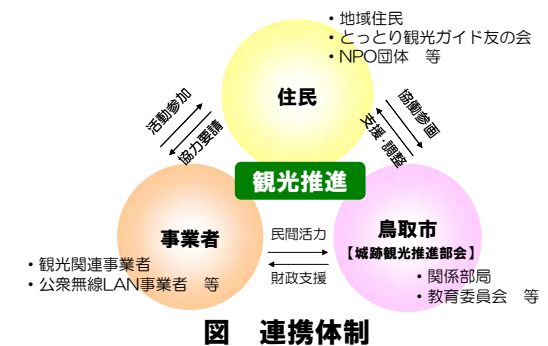 ・地域住民
・とっとり観光ガイド友の会
・NPO団体　等
住民
活動参加
協力要請
協働参画
支援・調整
観光推進
事業者
・観光関連事業者
・公衆無線LAN事業者　等
民間活力
財政支援
鳥取市
【城跡観光推進部会】
・関係部局
・教育委員会　等
図　連携体制